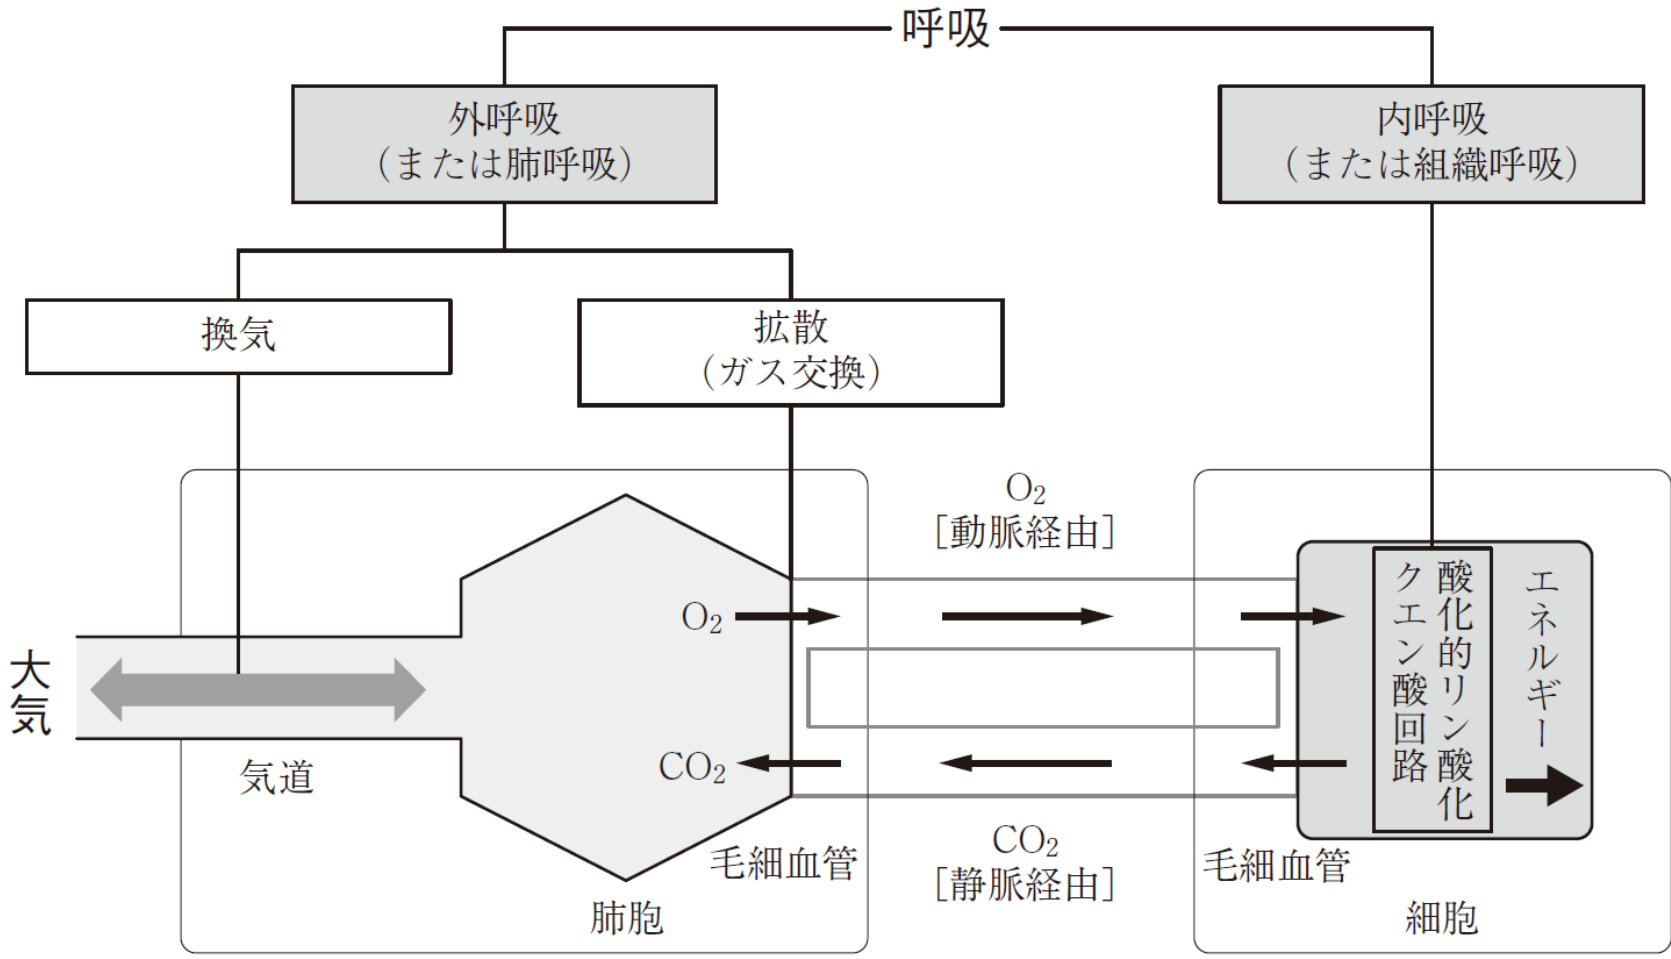 呼吸
外呼吸
（または肺呼吸）
内呼吸
（または組織呼吸）
換気
拡散
（ガス交換）
O₂
［動脈経由］
大気
気道
O₂
CO₂
毛細血管
肺胞
CO₂
［静脈経由］
酸化的リン酸化
クエン酸回路
エネルギー
毛細血管
細胞